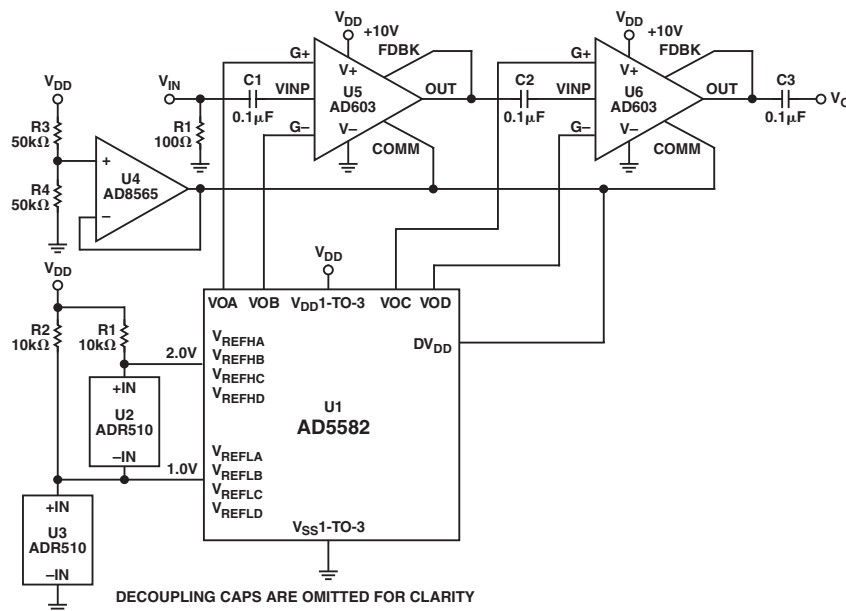 VDD
+10V
FDBK
G+
V+
U5
AD603
OUT
VINP
G–
V–
COMM
VDD
+10V
FDBK
G+
V+
U6
AD603
OUT
VINP
G–
V–
COMM
VIN
C1
0.1µF
R1
100Ω
C2
0.1µF
C3
0.1µF
VDD
R3
50kΩ
R4
50kΩ
+
–
U4
AD8565
VDD
R2
10kΩ
R1
10kΩ
2.0V
+IN
U2
ADR510
–IN
1.0V
+IN
U3
ADR510
–IN
VDD
VOA
VOB
VDD1-TO-3
VOC
VOD
VREFHA
VREFHB
VREFHC
VREFHD
DVDD
U1
AD5582
VREFLA
VREFLB
VREFLC
VREFLD
VSS1-TO-3
DECOUPLING CAPS ARE OMITTED FOR CLARITY